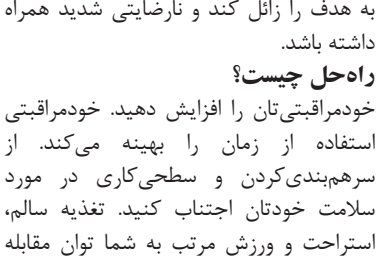 به هدف را زائل کند و نارضایتی شدید همراه
داشته باشد.
راه‌حل چیست؟
خودمراقبتی‌تان را افزایش دهید. خودمراقبتی
استفاده از زمان را بهینه می‌کند. از
سرهم‌بندی‌کردن و سطحی‌کاری در مورد
سلامت خودتان اجتناب کنید. تغذیه سالم،
استراحت و ورزش مرتب به شما توان مقابله